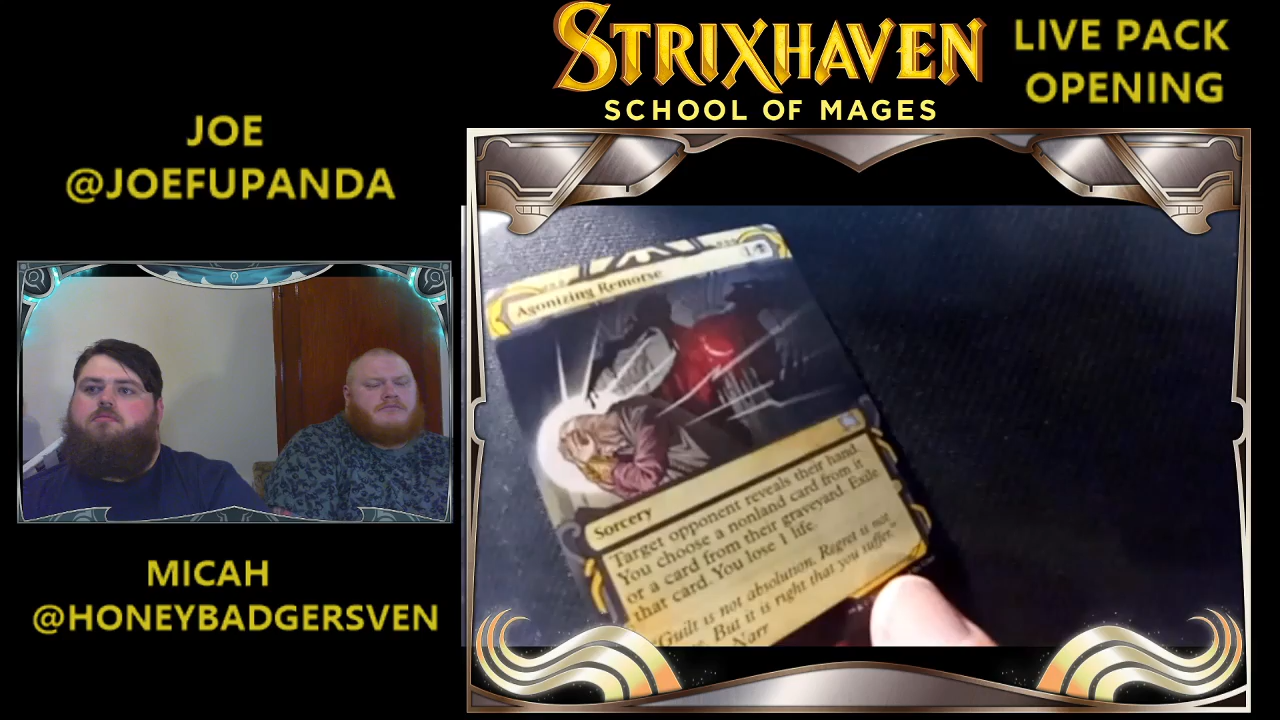 STRIXHAVEN
SCHOOL OF MAGES
LIVE PACK
OPENING
JOE
@JOEFUPANDA
MICAH
@HONEYBADGERSVEN
Agonizing Remorse
1
Sorcery
Target opponent reveals their hand.
You choose a nonland card from it
or a card from their graveyard. Exile
that card. You lose 1 life.
"Guilt is not absolution, Regret is not
But it is right that you suffer."
Narr